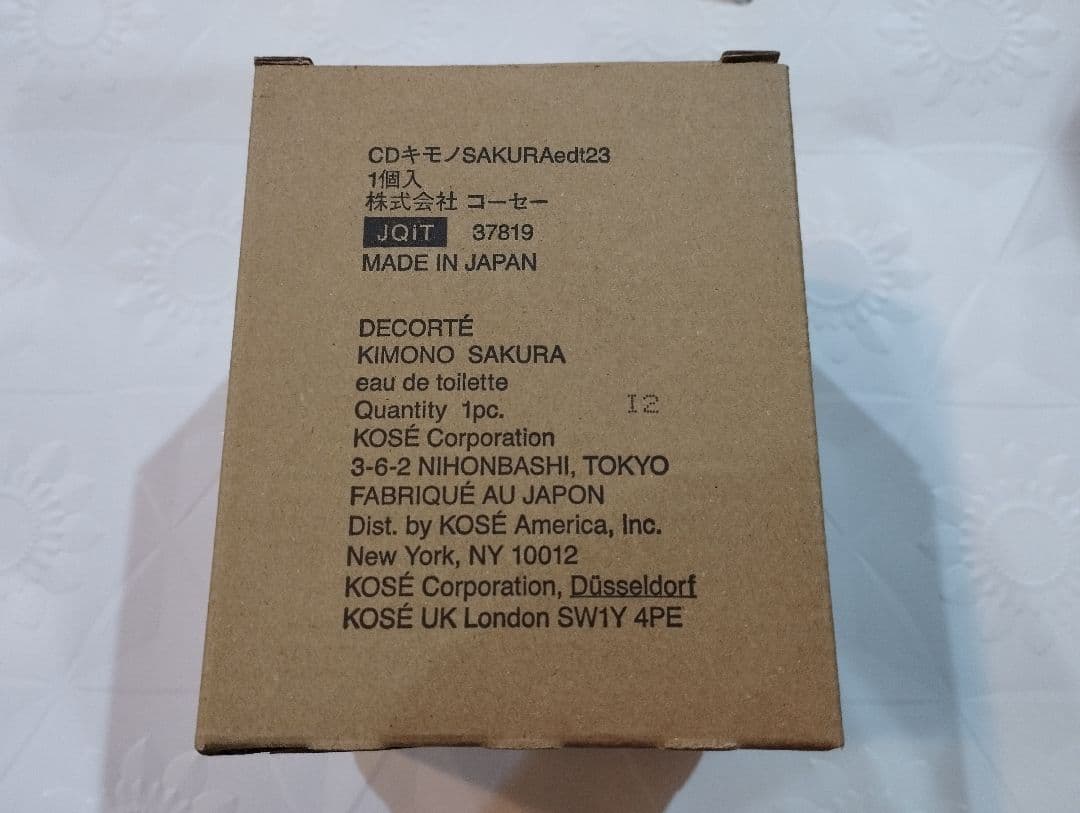 CDキモノSAKURAedt23
1個入
株式会社 コーセー
JQIT 37819
MADE IN JAPAN
DECORTÉ
KIMONO SAKURA
eau de toilette
Quantity 1pc.
I2
KOSÉ Corporation
3-6-2 NIHONBASHI, TOKYO
FABRIQUÉ AU JAPON
Dist. by KOSÉ America, Inc.
New York, NY 10012
KOSÉ Corporation, Düsseldorf
KOSÉ UK London SW1Y 4PE